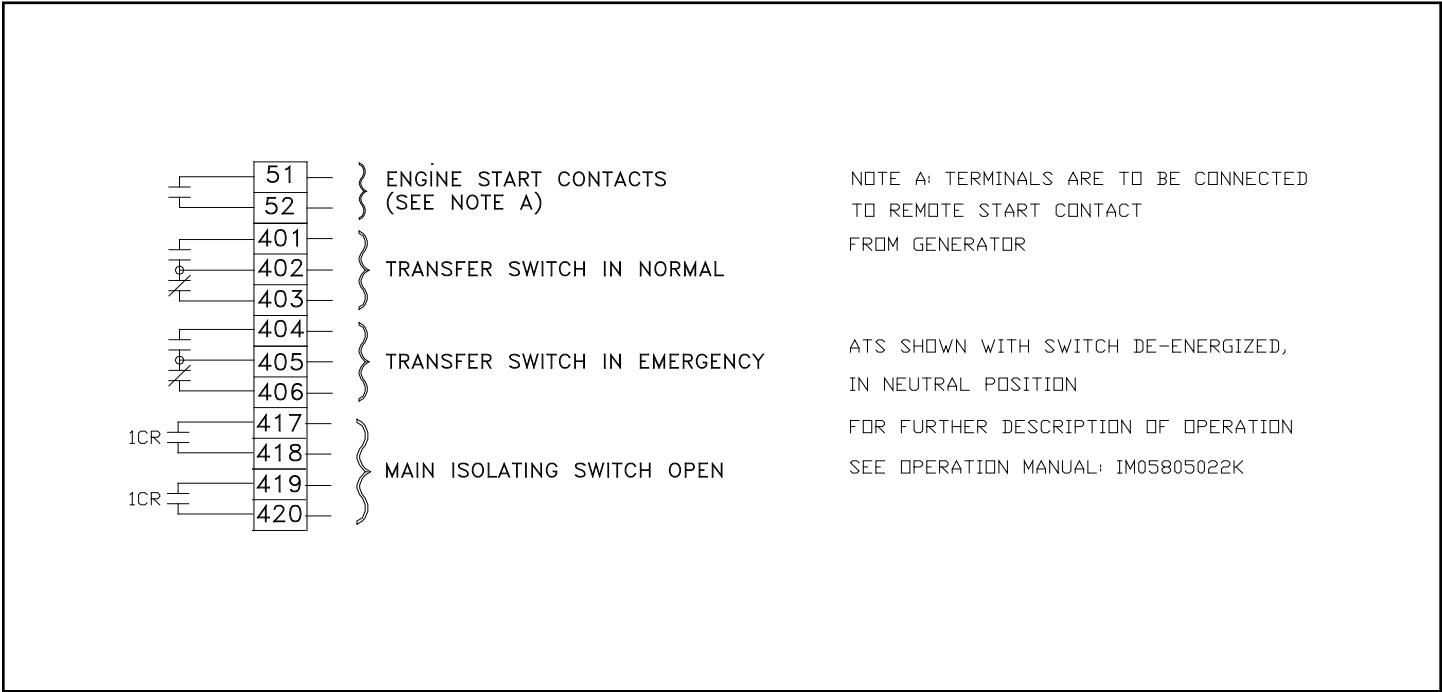 51
52
401
402
403
404
405
406
417
418
419
420
1CR
1CR
ENGINE START CONTACTS
(SEE NOTE A)
TRANSFER SWITCH IN NORMAL
TRANSFER SWITCH IN EMERGENCY
MAIN ISOLATING SWITCH OPEN
NOTE A: TERMINALS ARE TO BE CONNECTED
TO REMOTE START CONTACT
FROM GENERATOR
ATS SHOWN WITH SWITCH DE-ENERGIZED,
IN NEUTRAL POSITION
FOR FURTHER DESCRIPTION OF OPERATION
SEE OPERATION MANUAL: IM05805022K